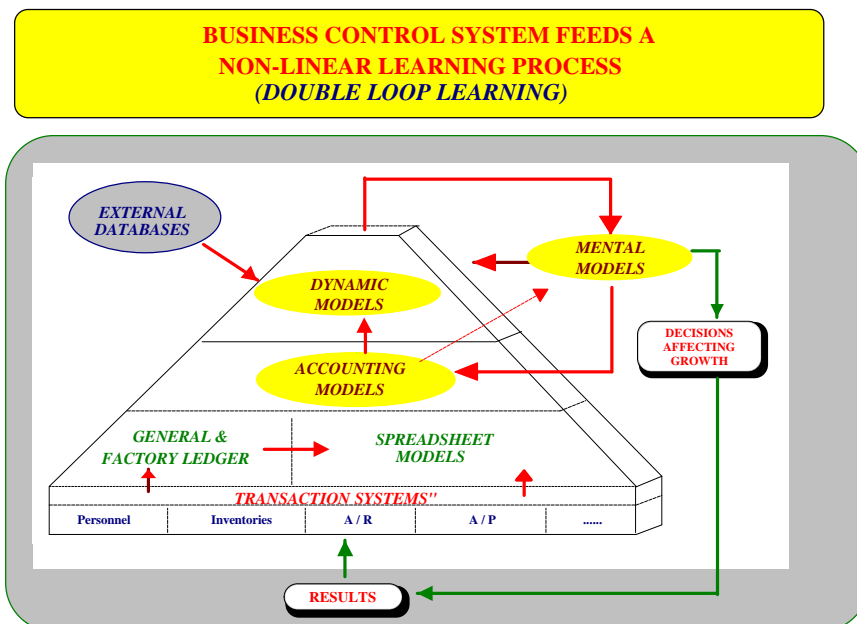 BUSINESS CONTROL SYSTEM FEEDS A
NON-LINEAR LEARNING PROCESS
(DOUBLE LOOP LEARNING)
EXTERNAL
DATABASES
MENTAL
MODELS
DYNAMIC
MODELS
DECISIONS
AFFECTING
GROWTH
ACCOUNTING
MODELS
GENERAL &
FACTORY LEDGER
SPREADSHEET
MODELS
TRANSACTION SYSTEMS"
Personnel
Inventories
A / R
A / P
......
RESULTS